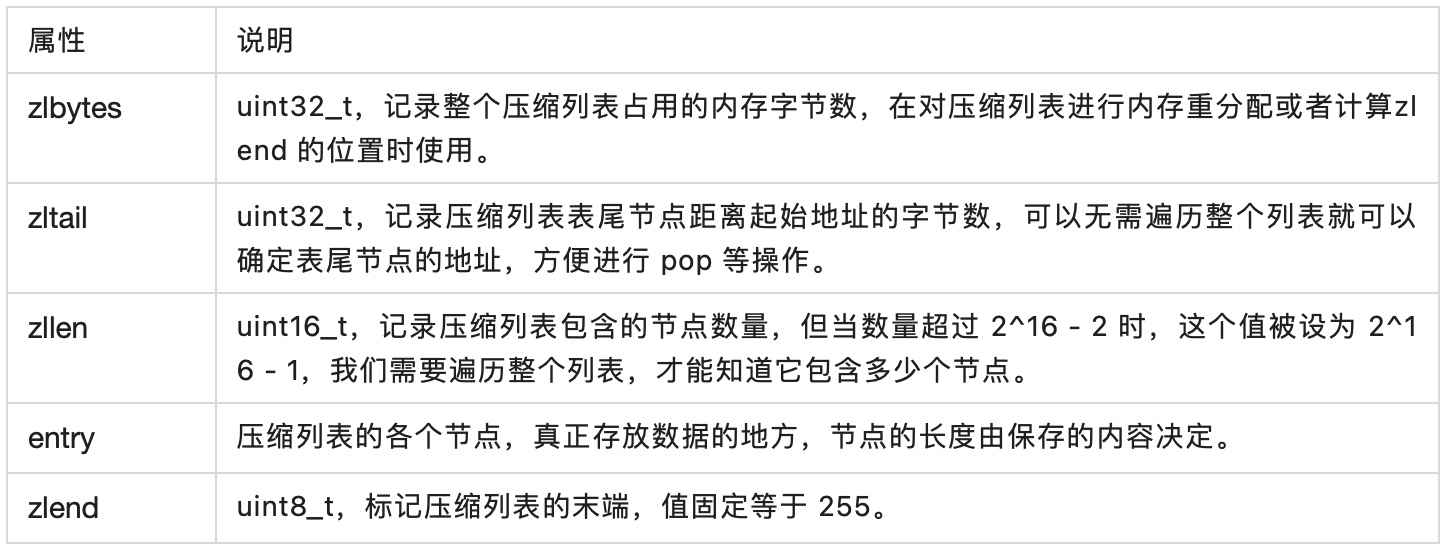 属性 说明
zlbytes uint32_t，记录整个压缩列表占用的内存字节数，在对压缩列表进行内存重分配或者计算zl
end 的位置时使用。
zltail uint32_t，记录压缩列表表尾节点距离起始地址的字节数，可以无需遍历整个列表就可以
确定表尾节点的地址，方便进行 pop 等操作。
zllen uint16_t，记录压缩列表包含的节点数量，但当数量超过 2^16 - 2 时，这个值被设为 2^1
6 - 1，我们需要遍历整个列表，才能知道它包含多少个节点。
entry 压缩列表的各个节点，真正存放数据的地方，节点的长度由保存的内容决定。
zlend uint8_t，标记压缩列表的末端，值固定等于 255。